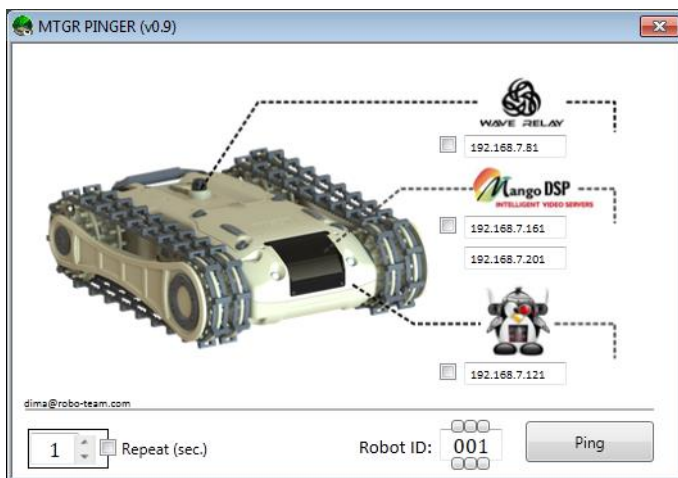 MTGR PINGER (v0.9)
WAVE RELAY
192.168.7.81
Mango DSP
INTELLIGENT VIDEO SERVERS
192.168.7.161
192.168.7.201
192.168.7.121
dima@robo-team.com
1
Repeat (sec.)
Robot ID:
001
Ping